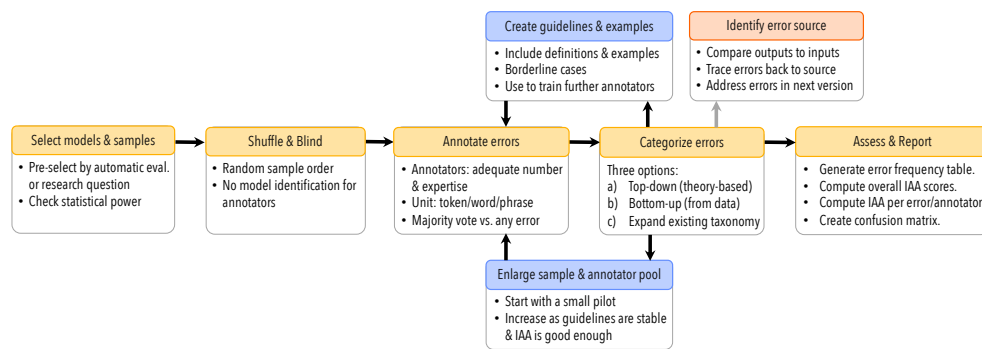 Create guidelines & examples
• Include definitions & examples
• Borderline cases
• Use to train further annotators
Identify error source
• Compare outputs to inputs
• Trace errors back to source
• Address errors in next version
Select models & samples
• Pre-select by automatic eval.
or research question
• Check statistical power
Shuffle & Blind
• Random sample order
• No model identification for
annotators
Annotate errors
• Annotators: adequate number
& expertise
• Unit: token/word/phrase
• Majority vote vs. any error
Categorize errors
Three options:
a) Top-down (theory-based)
b) Bottom-up (from data)
c) Expand existing taxonomy
Assess & Report
• Generate error frequency table.
• Compute overall IAA scores.
• Compute IAA per error/annotator
• Create confusion matrix.
Enlarge sample & annotator pool
• Start with a small pilot
• Increase as guidelines are stable
& IAA is good enough